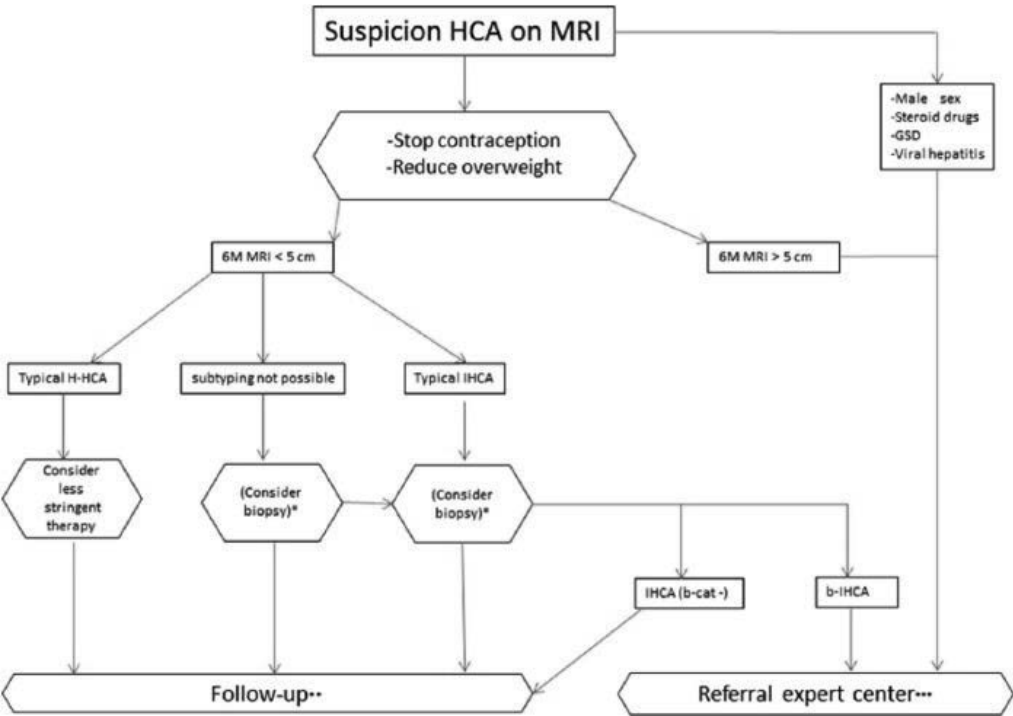 Suspicion HCA on MRI
-Male sex
-Steroid drugs
-GSD
-Viral hepatitis
-Stop contraception
-Reduce overweight
6M MRI < 5 cm
6M MRI > 5 cm
Typical H-HCA
subtyping not possible
Typical IHCA
Consider
less
stringent
therapy
(Consider
biopsy)*
(Consider
biopsy)*
IHCA (b-cat -)
b-IHCA
Follow-up••
Referral expert center•••